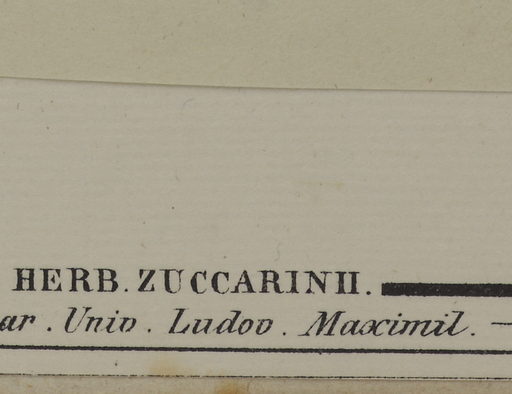 HERB. ZUCCARINII.
ar. Univ. Ludov. Maximil. —